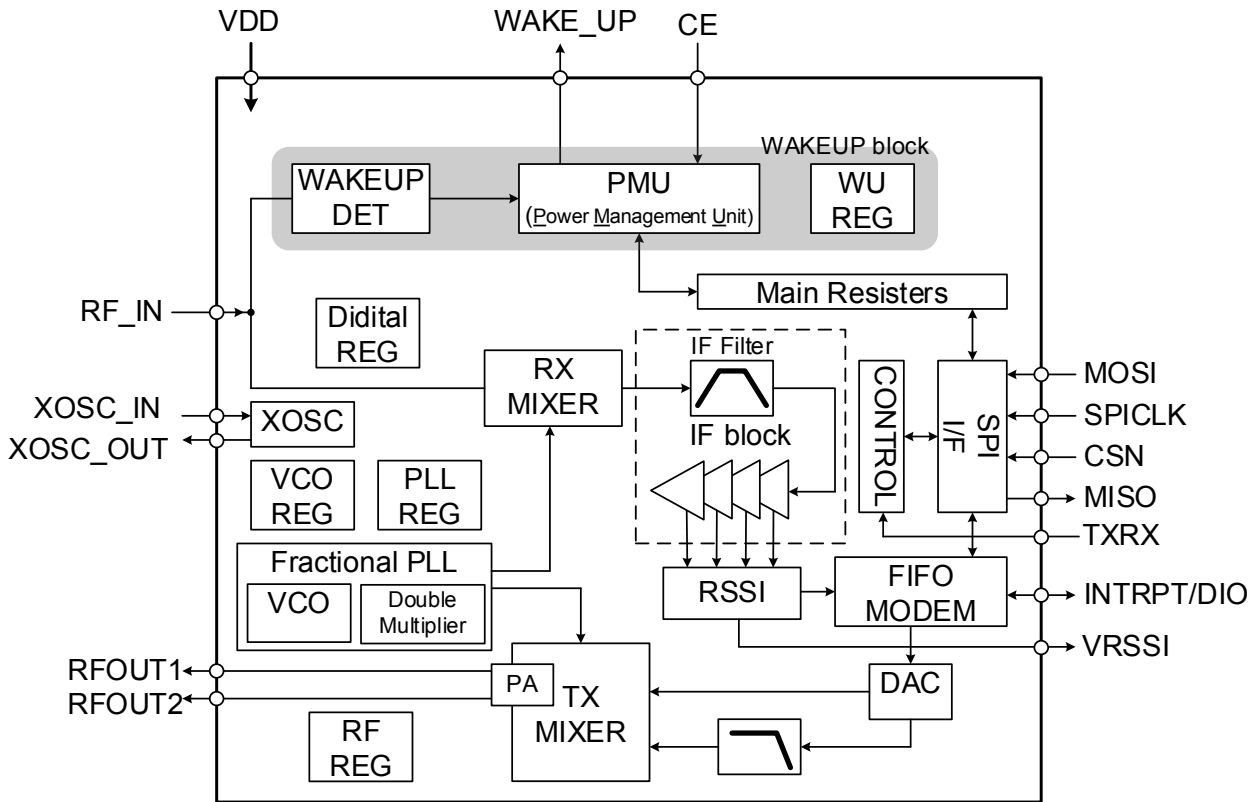 VDD
WAKE_UP
CE
WAKEUP block
WAKEUP
DET
PMU
(Power Management Unit)
WU
REG
Main Resisters
RF_IN
Didital
REG
RX
MIXER
IF Filter
IF block
CONTROL
SPI
I/F
MOSI
SPICLK
CSN
MISO
TXRX
XOSC_IN
XOSC_OUT
XOSC
VCO
REG
PLL
REG
Fractional PLL
VCO
Double
Multiplier
RSSI
FIFO
MODEM
INTRPT/DIO
VRSSI
RFOUT1
RFOUT2
PA
TX
MIXER
DAC
RF
REG